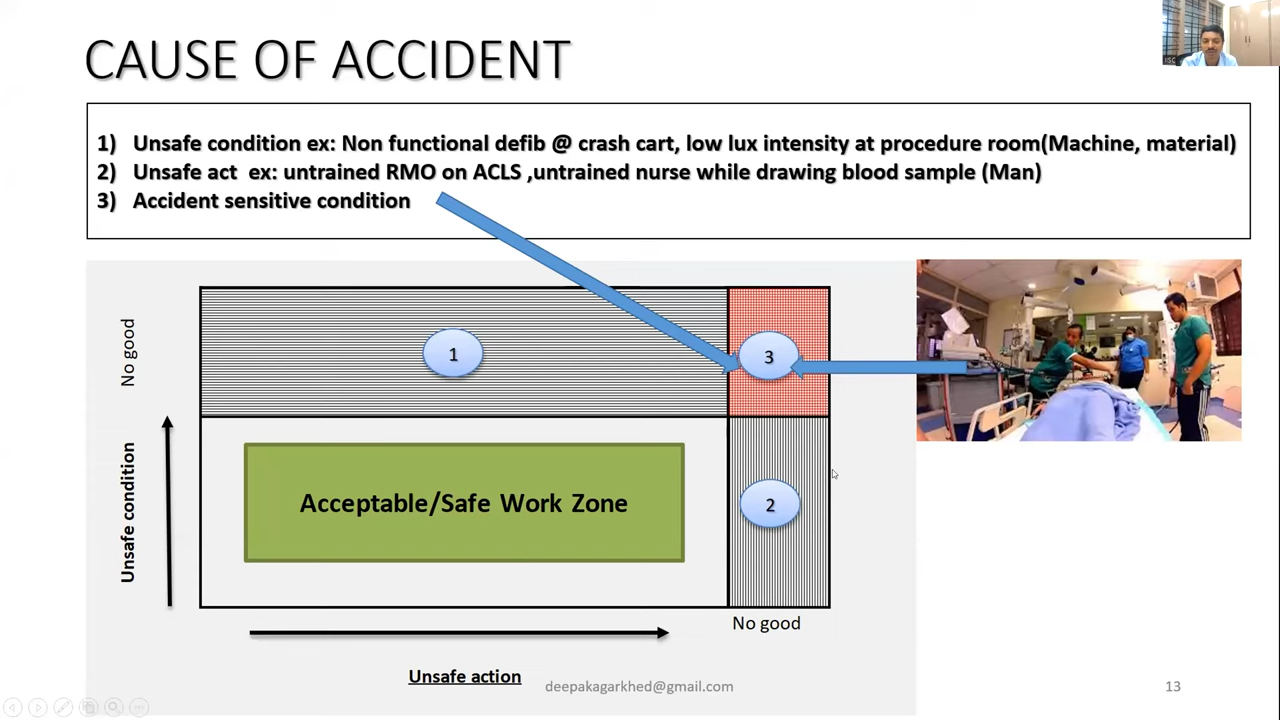 CAUSE OF ACCIDENT
1) Unsafe condition ex: Non functional defib @ crash cart, low lux intensity at procedure room(Machine, material)
2) Unsafe act ex: untrained RMO on ACLS ,untrained nurse while drawing blood sample (Man)
3) Accident sensitive condition
No good
1
3
Unsafe condition
Acceptable/Safe Work Zone
2
No good
Unsafe action
deepakagarkhed@gmail.com
13